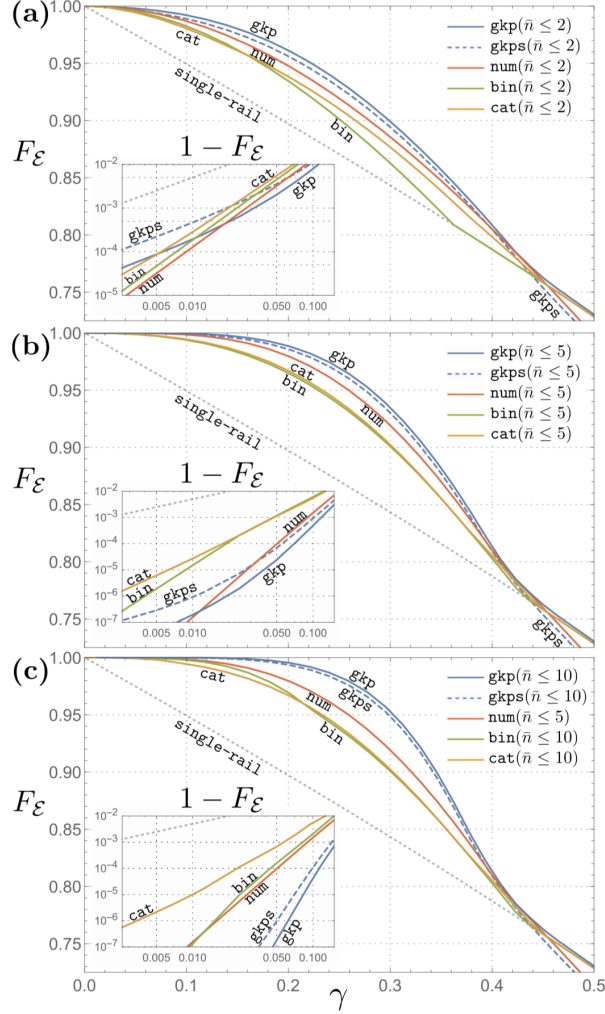 (a)
1.00
0.95
0.90
0.85
0.80
0.75
F_ℰ
gkp
cat
num
single-rail
bin
gkps
gkp(n̄ ≤ 2)
gkps(n̄ ≤ 2)
num(n̄ ≤ 2)
bin(n̄ ≤ 2)
cat(n̄ ≤ 2)
1 − F_ℰ
10⁻²
10⁻³
10⁻⁴
10⁻⁵
cat
gkp
gkps
bin
num
0.005 0.010 0.050 0.100
(b)
1.00
0.95
0.90
0.85
0.80
0.75
F_ℰ
gkp
cat
bin
num
single-rail
gkps
gkp(n̄ ≤ 5)
gkps(n̄ ≤ 5)
num(n̄ ≤ 5)
bin(n̄ ≤ 5)
cat(n̄ ≤ 5)
1 − F_ℰ
10⁻²
10⁻³
10⁻⁴
10⁻⁵
10⁻⁶
10⁻⁷
num
cat
bin
gkps
gkp
0.005 0.010 0.050 0.100
(c)
1.00
0.95
0.90
0.85
0.80
0.75
F_ℰ
cat
gkp
gkps
num
bin
single-rail
gkp(n̄ ≤ 10)
gkps(n̄ ≤ 10)
num(n̄ ≤ 5)
bin(n̄ ≤ 10)
cat(n̄ ≤ 10)
1 − F_ℰ
10⁻²
10⁻³
10⁻⁴
10⁻⁵
10⁻⁶
10⁻⁷
bin
num
cat
gkps
gkp
0.005 0.010 0.050 0.100
0.0 0.1 0.2 0.3 0.4 0.5
γ